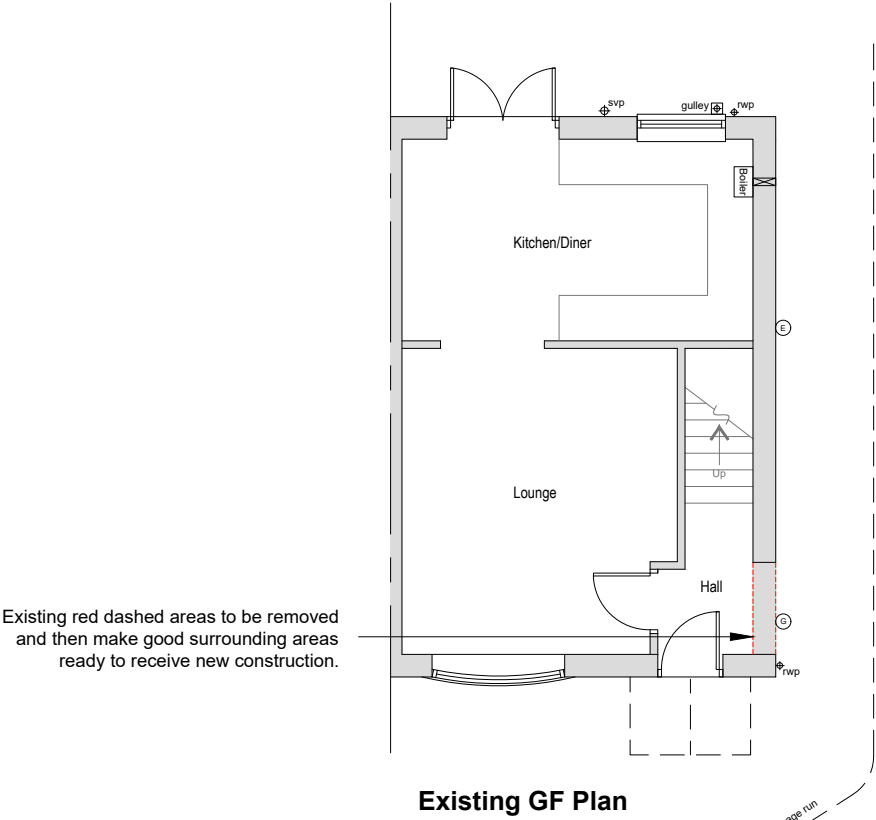 svp
gulley
rwp
Boiler
Kitchen/Diner
E
Up
Lounge
Hall
Existing red dashed areas to be removed
and then make good surrounding areas
ready to receive new construction.
G
rwp
Existing GF Plan
run